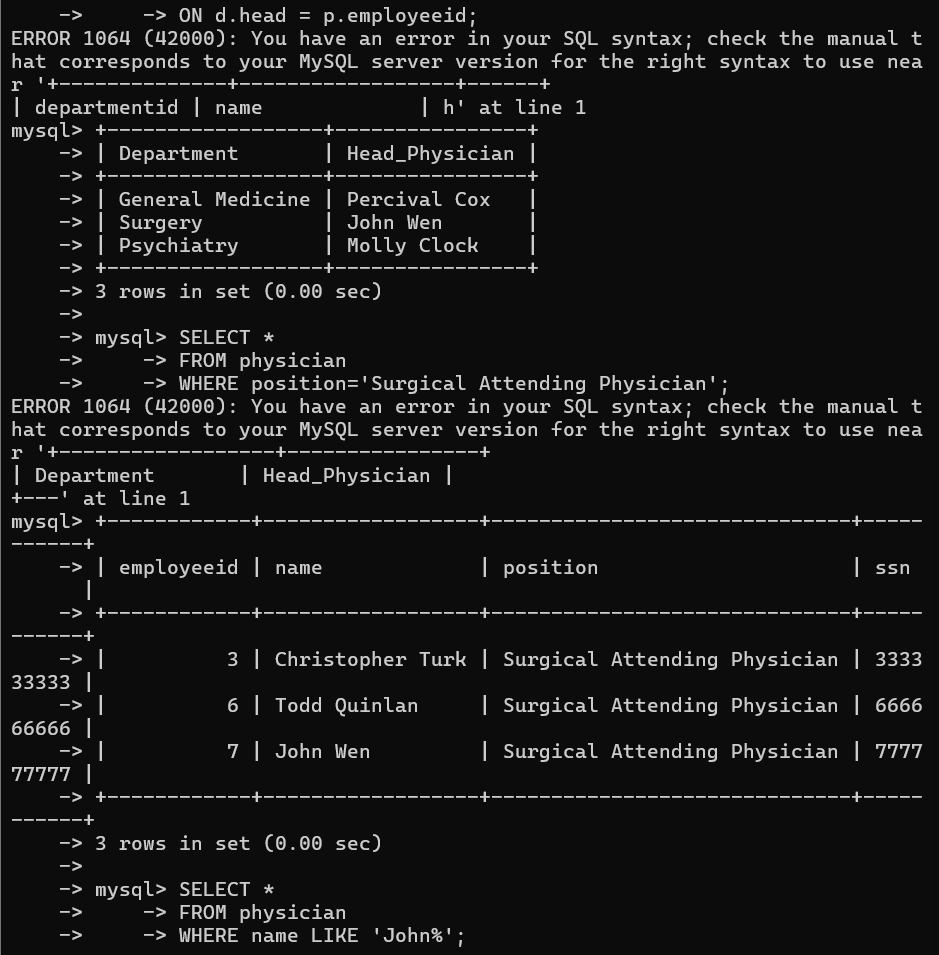 ->      -> ON d.head = p.employeeid;
ERROR 1064 (42000): You have an error in your SQL syntax; check the manual t
hat corresponds to your MySQL server version for the right syntax to use nea
r '+--------------+-------------------+------+
| departmentid | name             | h' at line 1
mysql> +------------------+----------------+
    -> | Department       | Head_Physician |
    -> +------------------+----------------+
    -> | General Medicine | Percival Cox   |
    -> | Surgery          | John Wen       |
    -> | Psychiatry       | Molly Clock    |
    -> +------------------+----------------+
    -> 3 rows in set (0.00 sec)
    ->
    -> mysql> SELECT *
    ->     -> FROM physician
    ->     -> WHERE position='Surgical Attending Physician';
ERROR 1064 (42000): You have an error in your SQL syntax; check the manual t
hat corresponds to your MySQL server version for the right syntax to use nea
r '+------------------+----------------+
| Department       | Head_Physician |
+---' at line 1
mysql> +------------+------------------+------------------------------+-----
------+
    -> | employeeid | name             | position                     | ssn
      |
    -> +------------+------------------+------------------------------+-----
------+
    -> |          3 | Christopher Turk | Surgical Attending Physician | 3333
33333 |
    -> |          6 | Todd Quinlan     | Surgical Attending Physician | 6666
66666 |
    -> |          7 | John Wen         | Surgical Attending Physician | 7777
77777 |
    -> +------------+------------------+------------------------------+-----
------+
    -> 3 rows in set (0.00 sec)
    ->
    -> mysql> SELECT *
    ->     -> FROM physician
    ->     -> WHERE name LIKE 'John%';